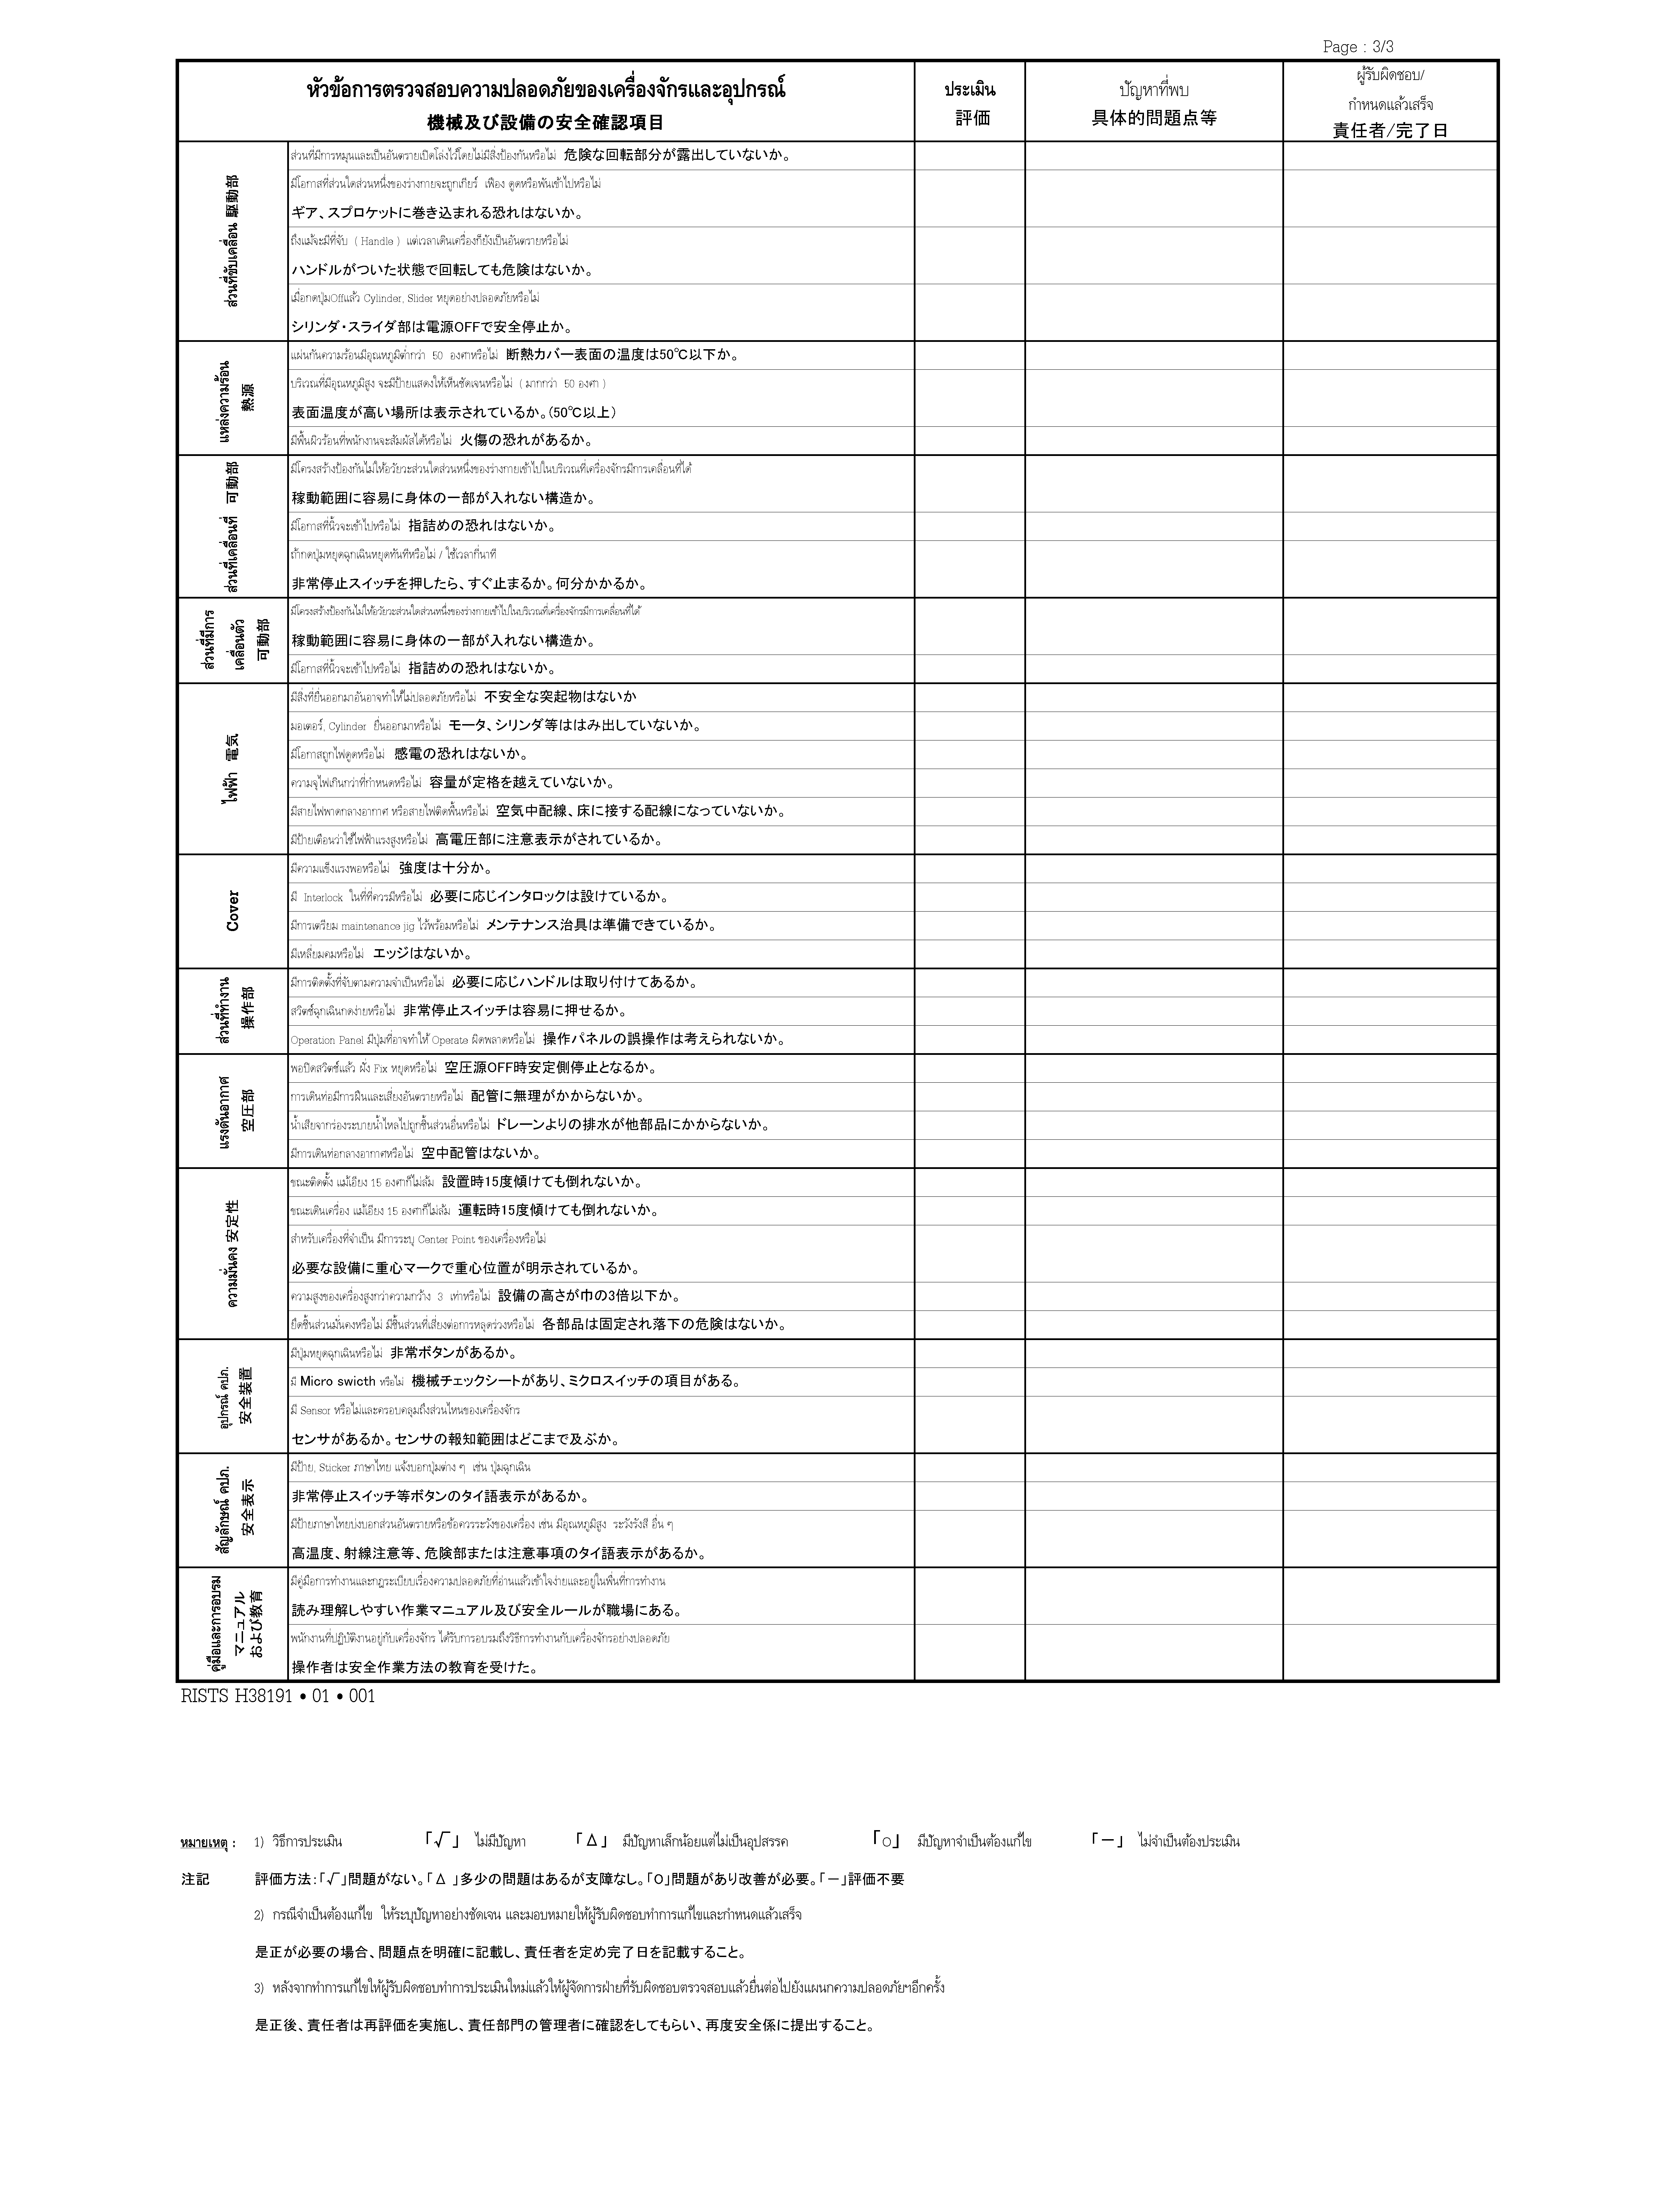 Page : 3/3
หัวข้อการตรวจสอบความปลอดภัยของเครื่องจักรและอุปกรณ์
機械及び設備の安全確認項目
ประเมิน
評価
ปัญหาที่พบ
具体的問題点等
ผู้รับผิดชอบ/
กำหนดแล้วเสร็จ
責任者/完了日
ส่วนที่ขับเคลื่อน 駆動部
ส่วนที่มีการหมุนและเป็นอันตรายเปิดโล่งไว้โดยไม่มีสิ่งป้องกันหรือไม่ 危険な回転部分が露出していないか。
มีโอกาสที่ส่วนใดส่วนหนึ่งของร่างกายจะถูกเกียร์ เฟือง ดูดหรือพันเข้าไปหรือไม่
ギア、スプロケットに巻き込まれる恐れはないか。
ถึงแม้จะมีที่จับ ( Handle ) แต่เวลาเดินเครื่องก็ยังเป็นอันตรายหรือไม่
ハンドルがついた状態で回転しても危険はないか。
เมื่อกดปุ่มOffแล้ว Cylinder, Slider หยุดอย่างปลอดภัยหรือไม่
シリンダ・スライダ部は電源OFFで安全停止か。
แหล่งความร้อน
熱源
แผ่นกันความร้อนมีอุณหภูมิต่ำกว่า 50 องศาหรือไม่ 断熱カバー表面の温度は50℃以下か。
บริเวณที่มีอุณหภูมิสูง จะมีป้ายแสดงให้เห็นชัดเจนหรือไม่ ( มากกว่า 50 องศา )
表面温度が高い場所は表示されているか。(50℃以上)
มีพื้นผิวร้อนที่พนักงานจะสัมผัสได้หรือไม่ 火傷の恐れがあるか。
ส่วนที่เคลื่อนที่ 可動部
มีโครงสร้างป้องกันไม่ให้อวัยวะส่วนใดส่วนหนึ่งของร่างกายเข้าไปในบริเวณที่เครื่องจักรมีการเคลื่อนที่ได้
稼動範囲に容易に身体の一部が入れない構造か。
มีโอกาสที่นิ้วจะเข้าไปหรือไม่ 指詰めの恐れはないか。
ถ้ากดปุ่มหยุดฉุกเฉินหยุดทันทีหรือไม่ / ใช้เวลากี่นาที
非常停止スイッチを押したら、すぐ止まるか。何分かかるか。
ส่วนที่มีการ
เคลื่อนตัว
可動部
มีโครงสร้างป้องกันไม่ให้อวัยวะส่วนใดส่วนหนึ่งของร่างกายเข้าไปในบริเวณที่เครื่องจักรมีการเคลื่อนที่ได้
稼動範囲に容易に身体の一部が入れない構造か。
มีโอกาสที่นิ้วจะเข้าไปหรือไม่ 指詰めの恐れはないか。
ไฟฟ้า 電気
มีสิ่งที่ยื่นออกมาอันอาจทำให้ไม่ปลอดภัยหรือไม่ 不安全な突起物はないか
มอเตอร์, Cylinder ยื่นออกมาหรือไม่ モータ、シリンダ等ははみ出していないか。
มีโอกาสถูกไฟดูดหรือไม่ 感電の恐れはないか。
ความจุไฟเกินกว่าที่กำหนดหรือไม่ 容量が定格を越えていないか。
มีสายไฟพาดกลางอากาศ หรือสายไฟติดพื้นหรือไม่ 空気中配線、床に接する配線になっていないか。
มีป้ายเตือนว่าใช้ไฟฟ้าแรงสูงหรือไม่ 高電圧部に注意表示がされているか。
Cover
มีความแข็งแรงพอหรือไม่ 強度は十分か。
มี Interlock ในที่ที่ควรมีหรือไม่ 必要に応じインタロックは設けているか。
มีการเตรียม maintenance jig ไว้พร้อมหรือไม่ メンテナンス治具は準備できているか。
มีเหลี่ยมคมหรือไม่ エッジはないか。
ส่วนที่ทำงาน
操作部
มีการติดตั้งที่จับตามความจำเป็นหรือไม่ 必要に応じハンドルは取り付けてあるか。
สวิตช์ฉุกเฉินกดง่ายหรือไม่ 非常停止スイッチは容易に押せるか。
Operation Panel มีปุ่มที่อาจทำให้ Operate ผิดพลาดหรือไม่ 操作パネルの誤操作は考えられないか。
แรงดันอากาศ
空圧部
พอปิดสวิตช์แล้ว ฝั่ง Fix หยุดหรือไม่ 空圧源OFF時安定側停止となるか。
การเดินท่อมีการฝืนและเสี่ยงอันตรายหรือไม่ 配管に無理がかからないか。
น้ำเสียจากร่องระบายน้ำไหลไปถูกชิ้นส่วนอื่นหรือไม่ ドレーンよりの排水が他部品にかからないか。
มีการเดินท่อกลางอากาศหรือไม่ 空中配管はないか。
ความมั่นคง 安定性
ขณะติดตั้ง แม้เอียง 15 องศาก็ไม่ล้ม 設置時15度傾けても倒れないか。
ขณะเดินเครื่อง แม้เอียง 15 องศาก็ไม่ล้ม 運転時15度傾けても倒れないか。
สำหรับเครื่องที่จำเป็น มีการระบุ Center Point ของเครื่องหรือไม่
必要な設備に重心マークで重心位置が明示されているか。
ความสูงของเครื่องสูงกว่าความกว้าง 3 เท่าหรือไม่ 設備の高さが巾の3倍以下か。
ยึดชิ้นส่วนมั่นคงหรือไม่ มีชิ้นส่วนที่เสี่ยงต่อการหลุดร่วงหรือไม่ 各部品は固定され落下の危険はないか。
อุปกรณ์ คปภ.
安全装置
มีปุ่มหยุดฉุกเฉินหรือไม่ 非常ボタンがあるか。
มี Micro swicth หรือไม่ 機械チェックシートがあり、ミクロスイッチの項目がある。
มี Sensor หรือไม่และครอบคลุมถึงส่วนไหนของเครื่องจักร
センサがあるか。センサの報知範囲はどこまで及ぶか。
สัญลักษณ์ คปภ.
安全表示
มีป้าย, Sticker ภาษาไทย แจ้งบอกปุ่มต่าง ๆ เช่น ปุ่มฉุกเฉิน
非常停止スイッチ等ボタンのタイ語表示があるか。
มีป้ายภาษาไทยบ่งบอกส่วนอันตรายหรือข้อควรระวังของเครื่อง เช่น มีอุณหภูมิสูง ระวังรังสี อื่น ๆ
高温度、射線注意等、危険部または注意事項のタイ語表示があるか。
คู่มือและการอบรม
マニュアル
および教育
มีคู่มือการทำงานและกฎระเบียบเรื่องความปลอดภัยที่อ่านแล้วเข้าใจง่ายและอยู่ในพื้นที่การทำงาน
読み理解しやすい作業マニュアル及び安全ルールが職場にある。
พนักงานที่ปฏิบัติงานอยู่กับเครื่องจักร ได้รับการอบรมถึงวิธีการทำงานกับเครื่องจักรอย่างปลอดภัย
操作者は安全作業方法の教育を受けた。
RISTS H38191 • 01 • 001
หมายเหตุ : 1) วิธีการประเมิน 「√」 ไม่มีปัญหา 「Δ」 มีปัญหาเล็กน้อยแต่ไม่เป็นอุปสรรค 「○」 มีปัญหาจำเป็นต้องแก้ไข 「－」 ไม่จำเป็นต้องประเมิน
注記 評価方法：「√」問題がない。「Δ 」多少の問題はあるが支障なし。「O」問題があり改善が必要。「－」評価不要
2) กรณีจำเป็นต้องแก้ไข ให้ระบุปัญหาอย่างชัดเจน และมอบหมายให้ผู้รับผิดชอบทำการแก้ไขและกำหนดแล้วเสร็จ
是正が必要の場合、問題点を明確に記載し、責任者を定め完了日を記載すること。
3) หลังจากทำการแก้ไขให้ผู้รับผิดชอบทำการประเมินใหม่แล้วให้ผู้จัดการฝ่ายที่รับผิดชอบตรวจสอบแล้วยื่นต่อไปยังแผนกความปลอดภัยฯอีกครั้ง
是正後、責任者は再評価を実施し、責任部門の管理者に確認をしてもらい、再度安全係に提出すること。